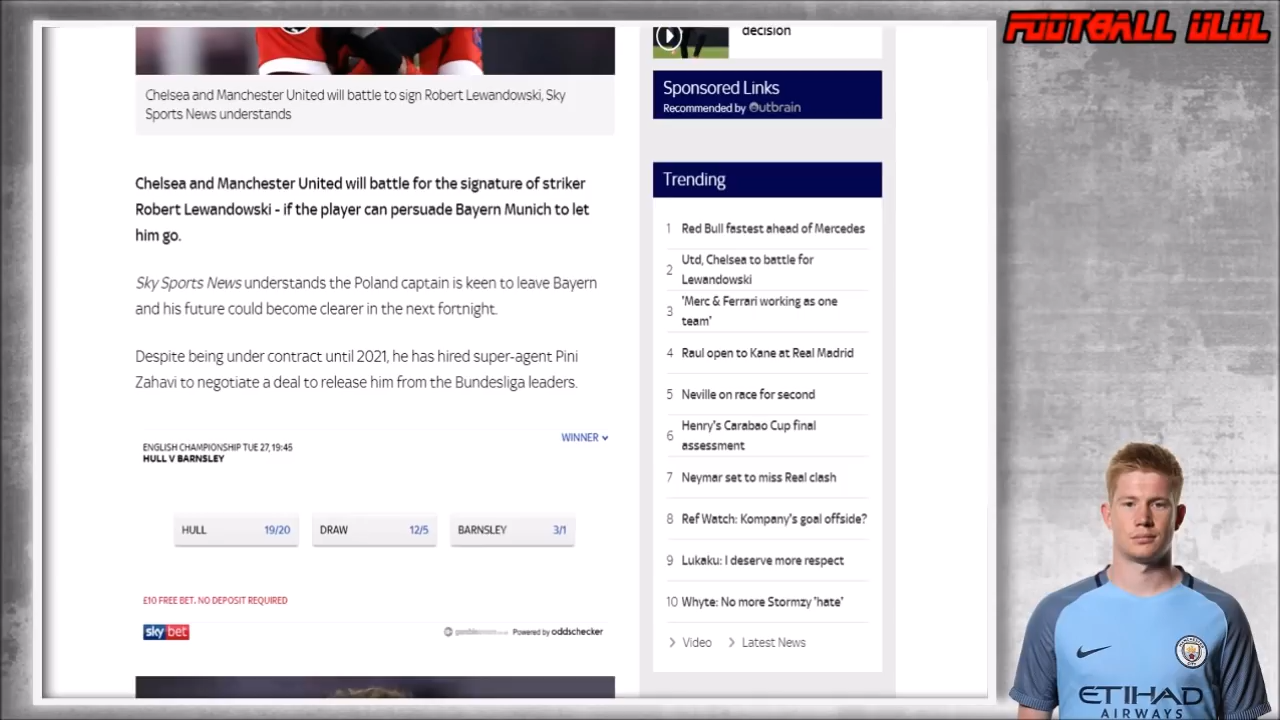 FOOTBALL ULUL
decision
Sponsored Links
Recommended by Outbrain
Chelsea and Manchester United will battle to sign Robert Lewandowski, Sky
Sports News understands
Chelsea and Manchester United will battle for the signature of striker
Robert Lewandowski - if the player can persuade Bayern Munich to let
him go.
Sky Sports News understands the Poland captain is keen to leave Bayern
and his future could become clearer in the next fortnight.
Despite being under contract until 2021, he has hired super-agent Pini
Zahavi to negotiate a deal to release him from the Bundesliga leaders.
WINNER
ENGLISH CHAMPIONSHIP TUE 27, 19:45
HULL V BARNSLEY
HULL 19/20
DRAW 12/5
BARNSLEY 3/1
£10 FREE BET. NO DEPOSIT REQUIRED
sky bet
Powered by oddschecker
Trending
1 Red Bull fastest ahead of Mercedes
2 Utd, Chelsea to battle for
Lewandowski
3 'Merc & Ferrari working as one
team'
4 Raul open to Kane at Real Madrid
5 Neville on race for second
6 Henry's Carabao Cup final
assessment
7 Neymar set to miss Real clash
8 Ref Watch: Kompany's goal offside?
9 Lukaku: I deserve more respect
10 Whyte: No more Stormzy 'hate'
Video
Latest News
ETIHAD
AIRWAYS